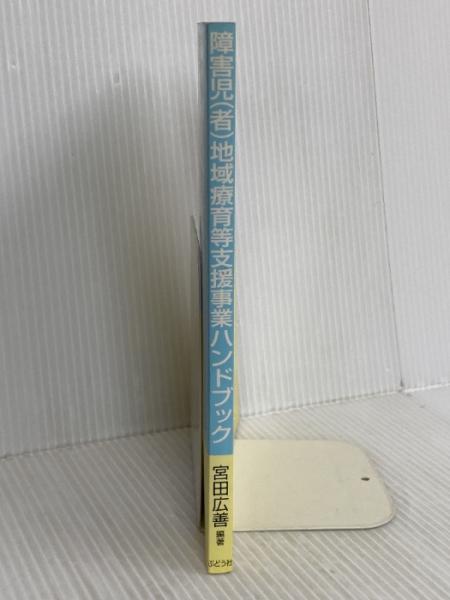 障害児(者)地域療育等支援事業ハンドブック
宮田広善 編著
ぶどう社